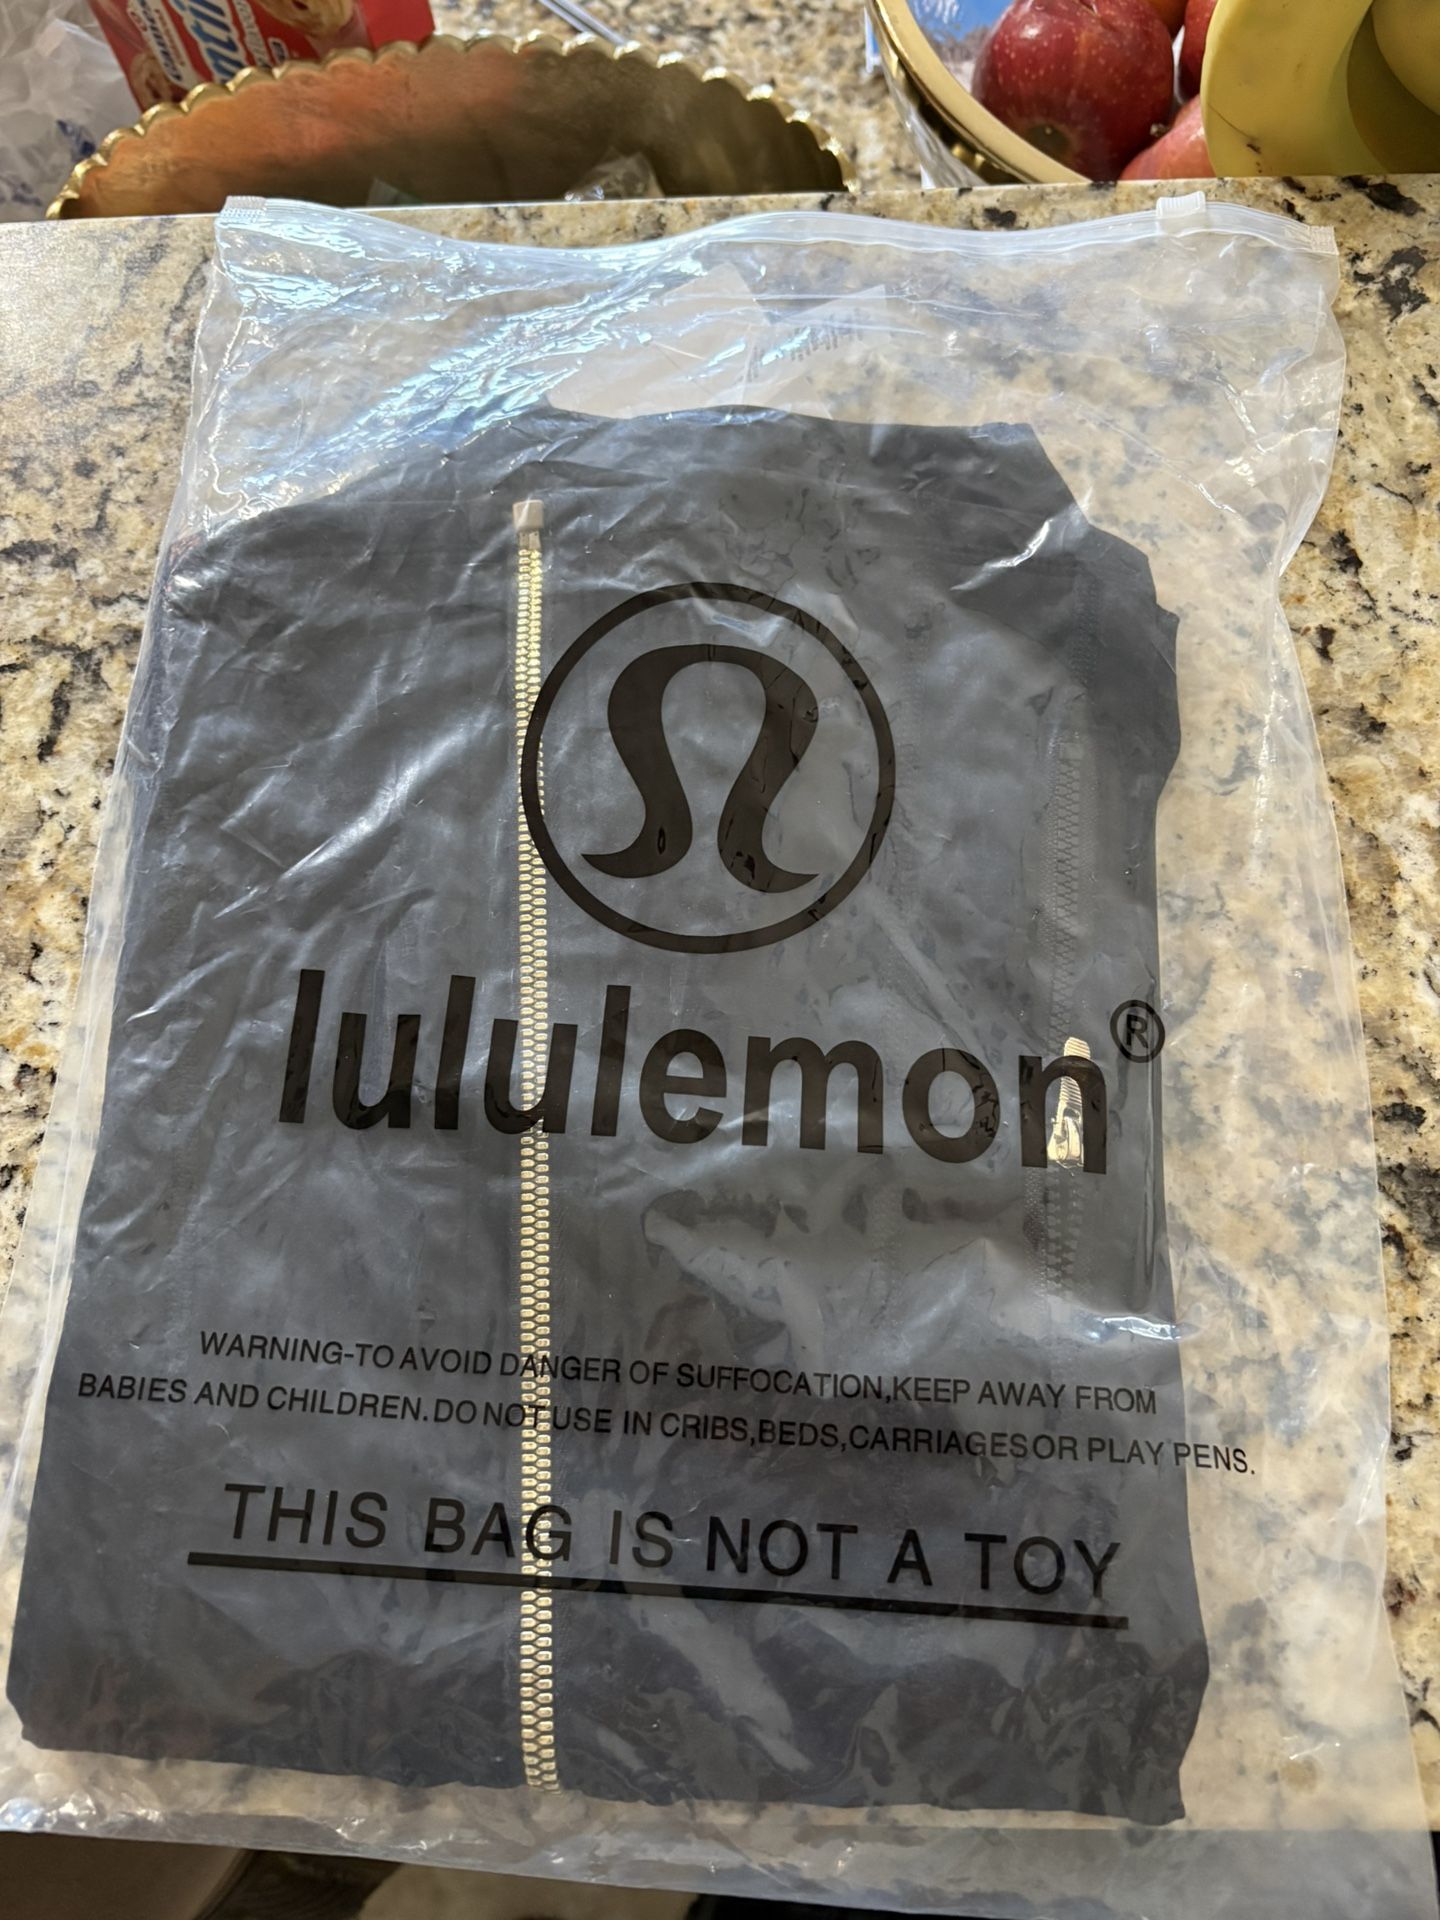 lululemon®
WARNING-TO AVOID DANGER OF SUFFOCATION,KEEP AWAY FROM
BABIES AND CHILDREN.DO NOT USE IN CRIBS,BEDS,CARRIAGES OR PLAY PENS.
THIS BAG IS NOT A TOY